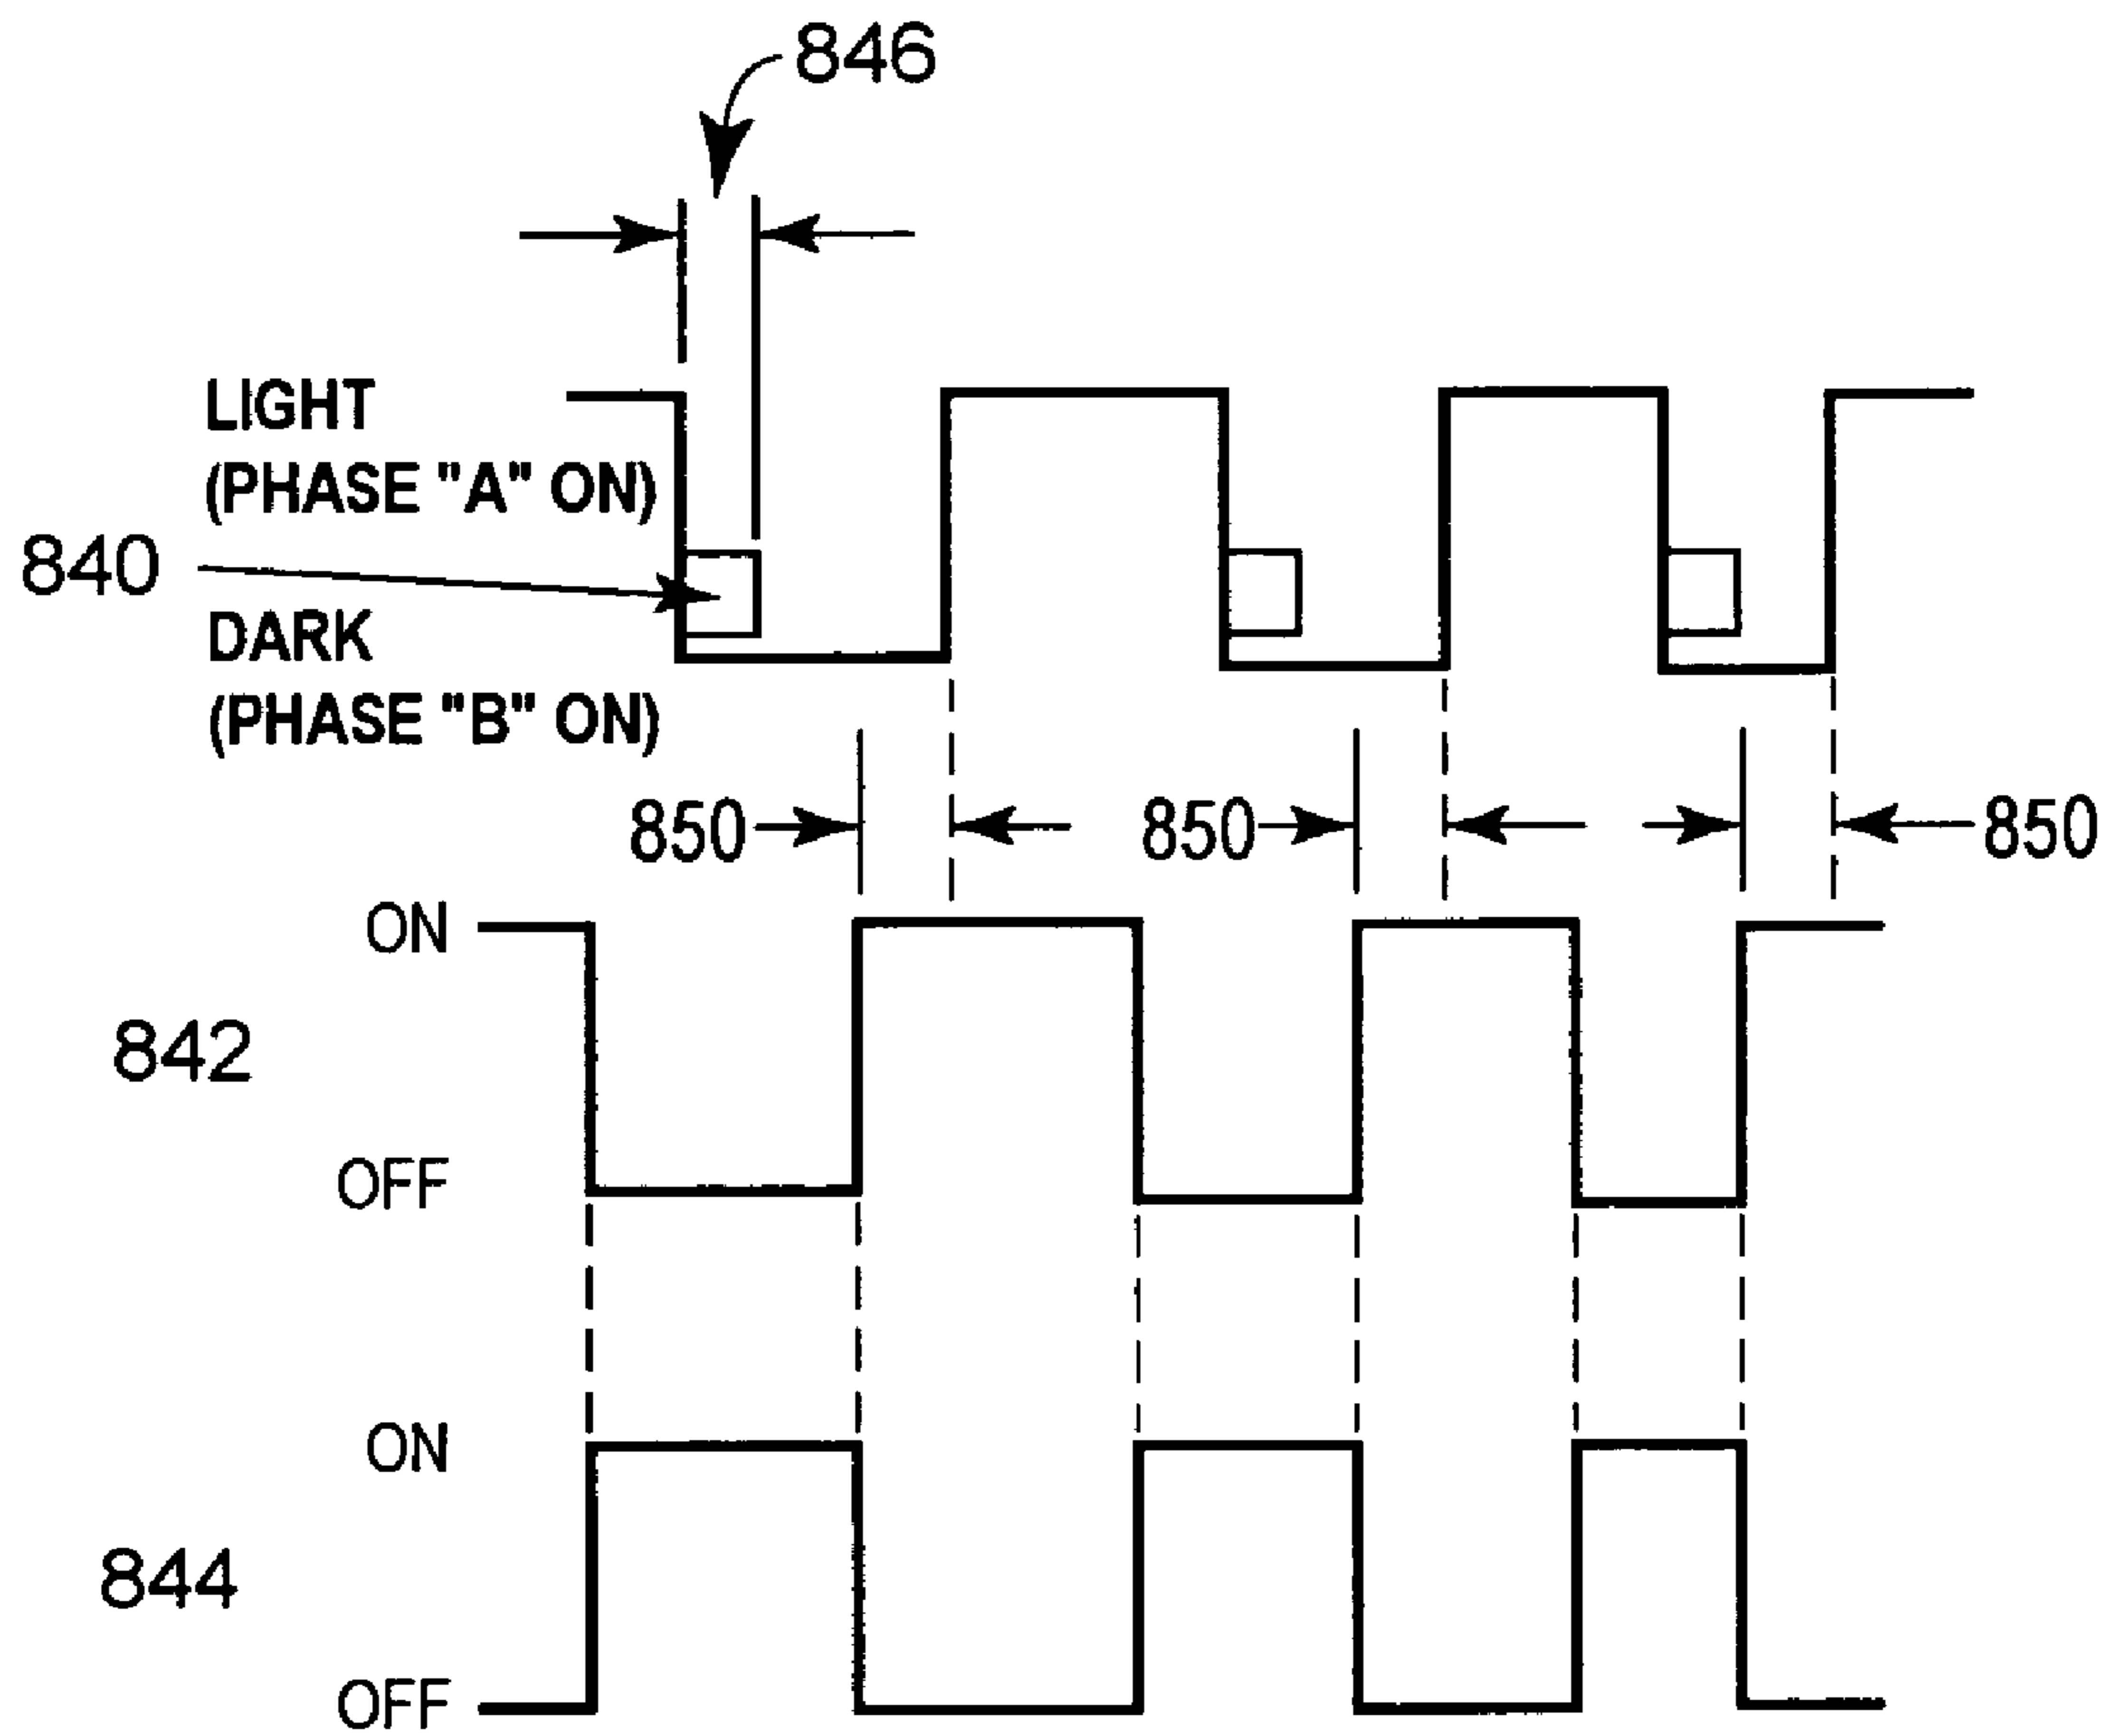 846
LIGHT
(PHASE "A" ON)
840
DARK
(PHASE "B" ON)
850 850 850
ON
842
OFF
ON
844
OFF